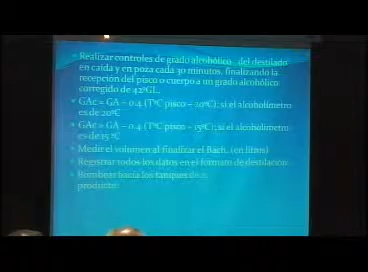 Realizar controles de grado alcohólico del destilado
en caída y en poza cada 30 minutos, finalizando la
recepción del pisco o cuerpo a un grado alcohólico
corregido de 42ºGL.
GAc = GA – 0.4 (TºC pisco – 20ºC); si el alcoholímetro
es de 20ºC
GAc = GA – 0.4 (TºC pisco – 15ºC); si el alcoholímetro
es de 15 ºC
Medir el volumen al finalizar el Bach. (en litros)
Registrar todos los datos en el formato de destilación
Bombear hacia los tanques de
producto.